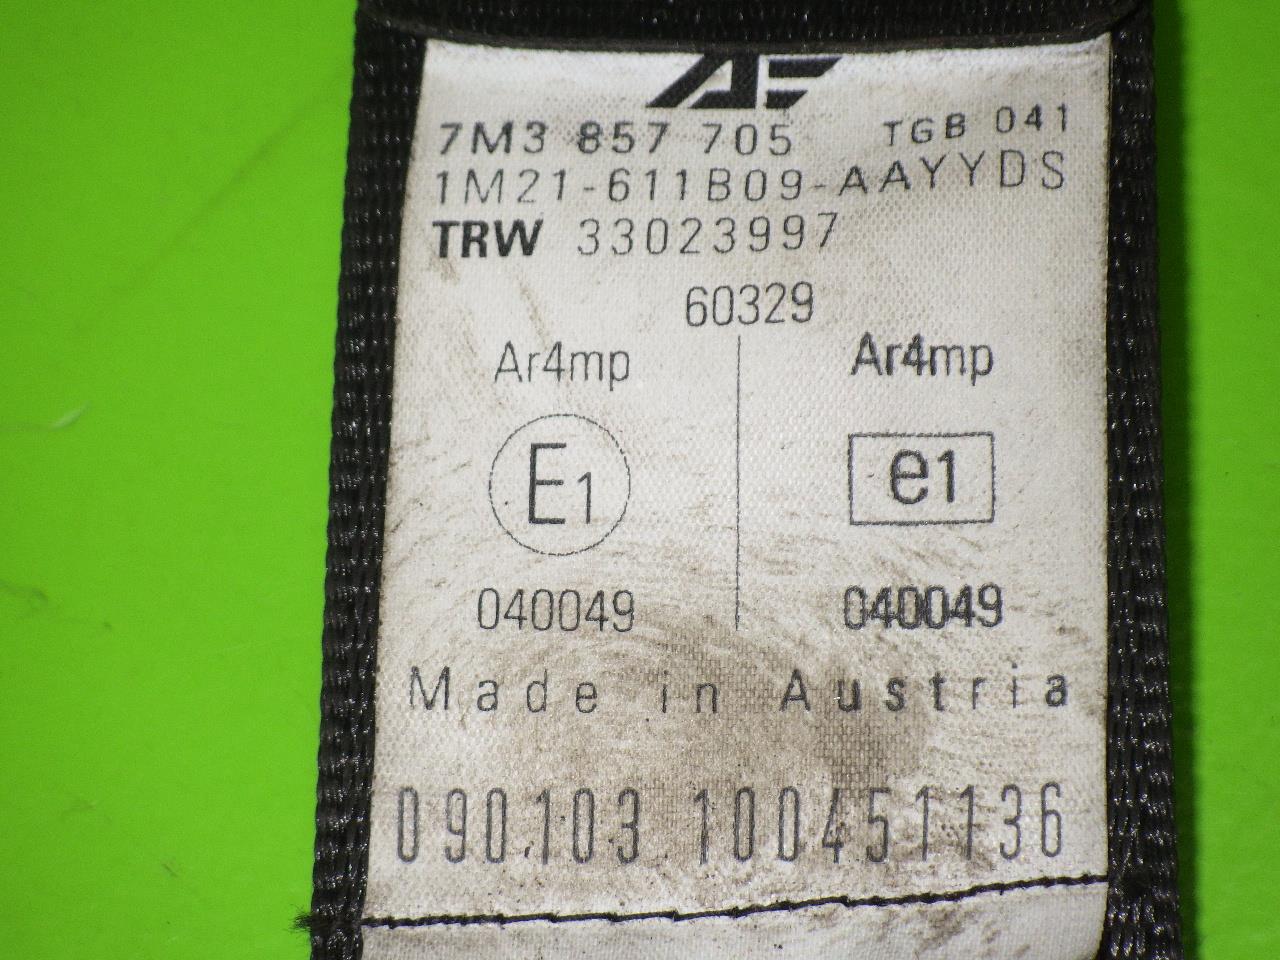 AE
7M3 857 705 TGB 041
1M21-611B09-AAYYDS
TRW 33023997
60329
Ar4mp Ar4mp
E1 e1
040049 040049
Made in Austria
090103 100451136